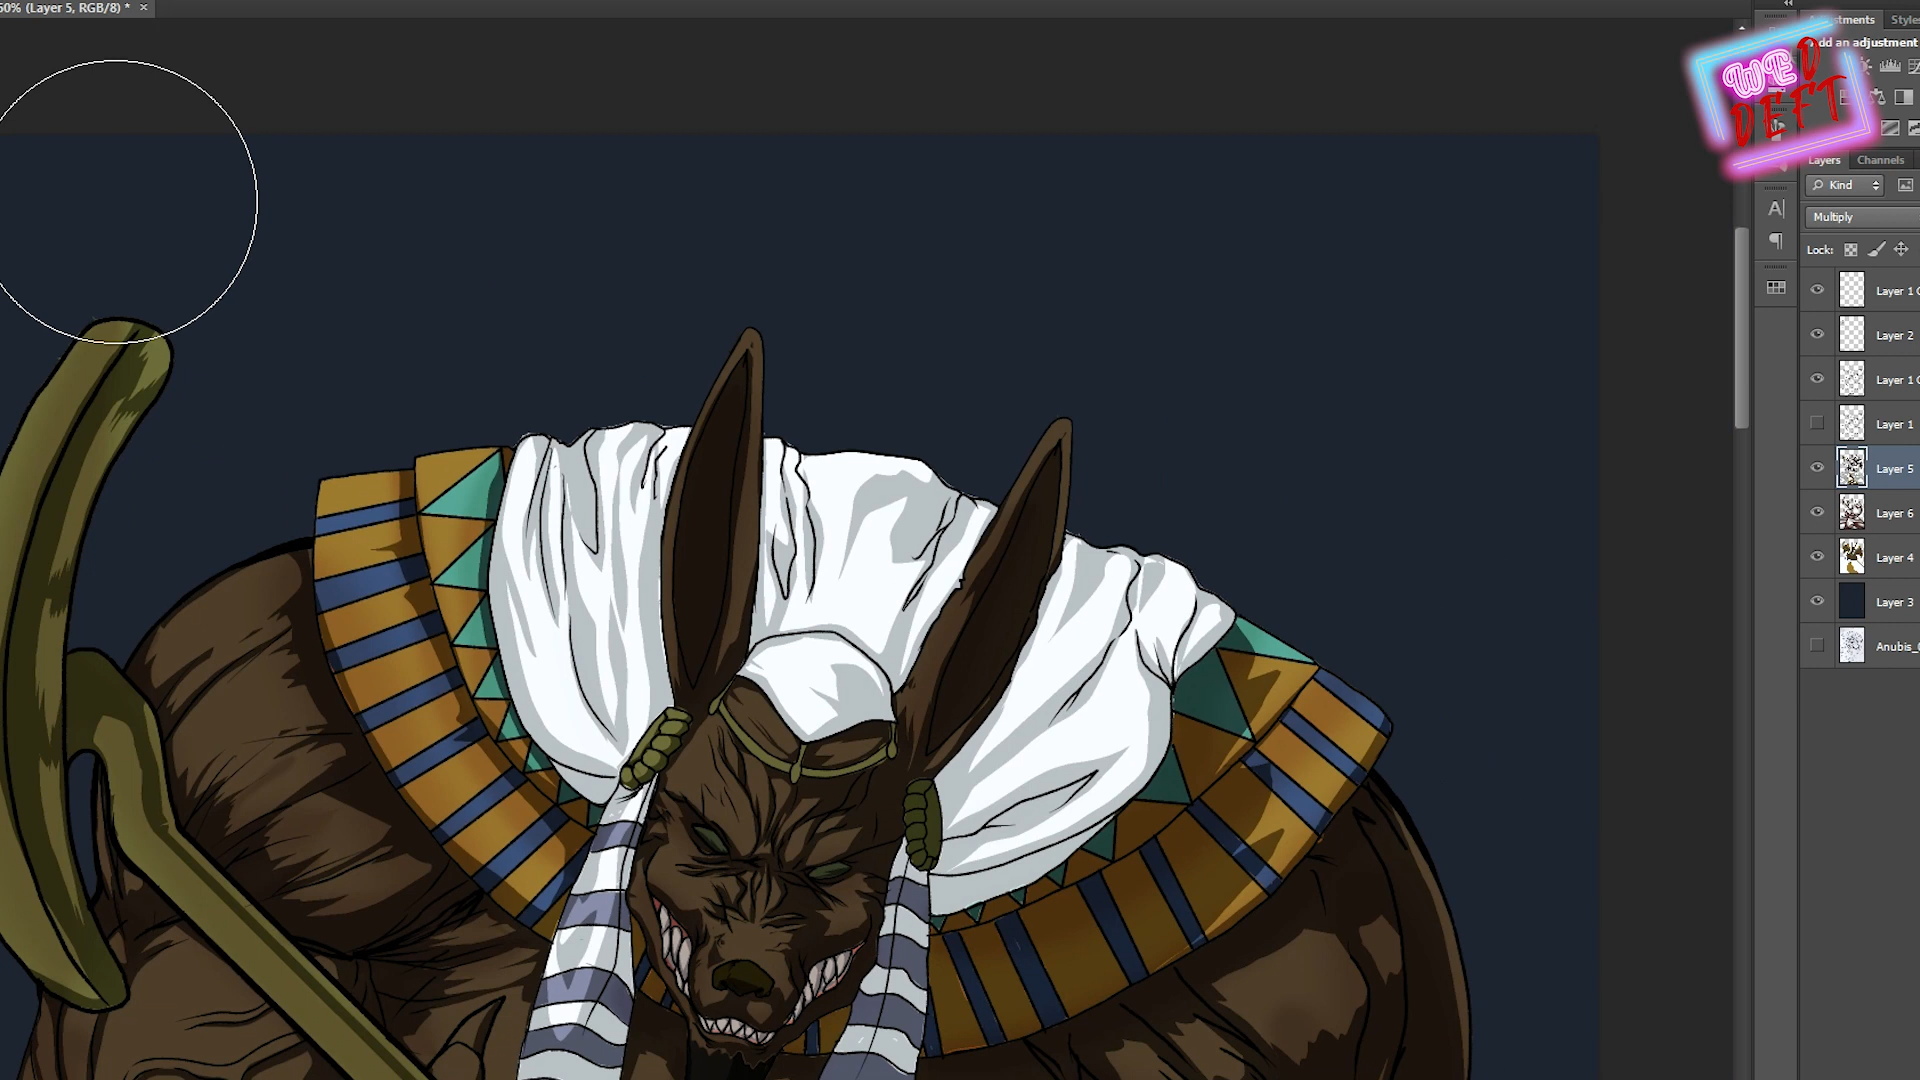 50% (Layer 5, RGB/8) * ×
Adjustments Styles
Add an adjustment
WED
DEFT
Layers Channels
Kind
Multiply
Lock:
Layer 1 C
Layer 2
Layer 1 C
Layer 1
Layer 5
Layer 6
Layer 4
Layer 3
Anubis_